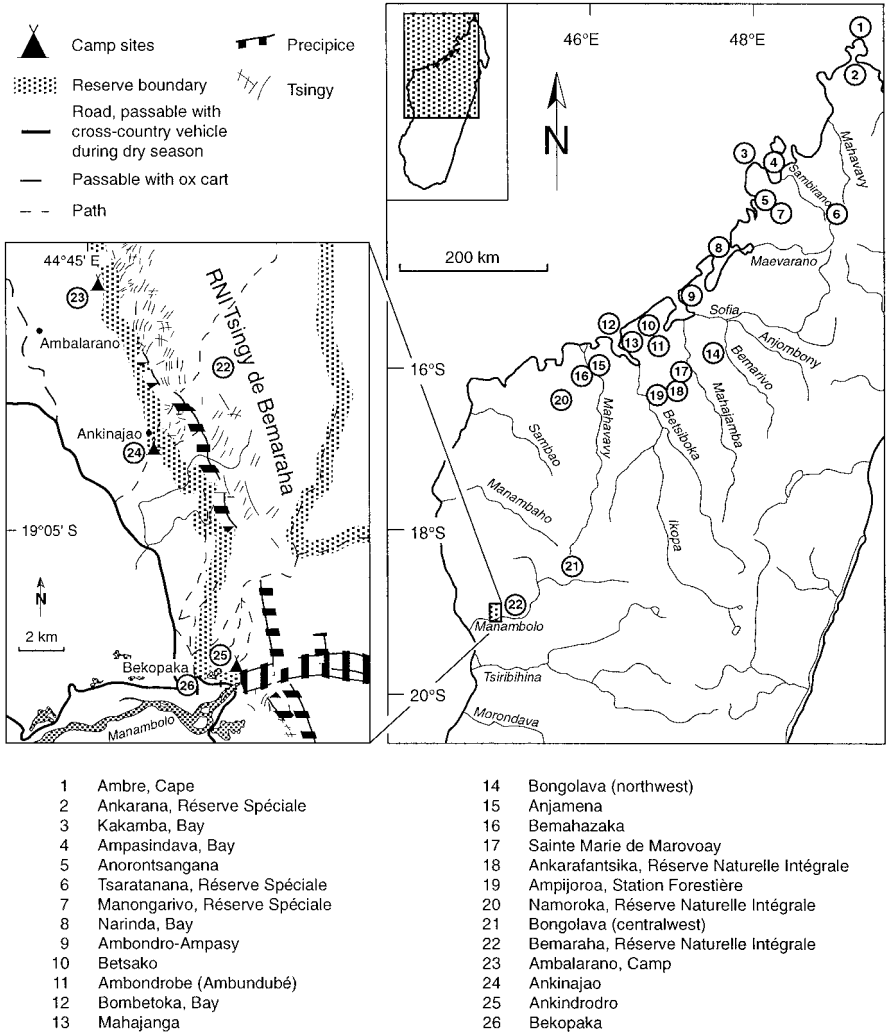 Camp sites
Precipice
Reserve boundary
Tsingy
Road, passable with
cross-country vehicle
during dry season
Passable with ox cart
Path
44°45' E
23
Ambalarano
RNI Tsingy de Bemaraha
22
Ankinajao
24
19°05' S
N
2 km
25
Bekopaka
26
Manambolo
46°E
48°E
N
200 km
1
2
3
4
Mahavavy
Sambirano
5
7
6
8
Maevarano
9
Sofia
12
10
13
11
Anjombony
14
Bemarivo
16°S
15
16
17
18
19
20
Mahajamba
Betsiboka
Mahavavy
Sambao
Manambaho
Ikopa
18°S
21
22
Manambolo
Tsiribihina
20°S
Morondava
1 Ambre, Cape
2 Ankarana, Réserve Spéciale
3 Kakamba, Bay
4 Ampasindava, Bay
5 Anorontsangana
6 Tsaratanana, Réserve Spéciale
7 Manongarivo, Réserve Spéciale
8 Narinda, Bay
9 Ambondro-Ampasy
10 Betsako
11 Ambondrobe (Ambundubé)
12 Bombetoka, Bay
13 Mahajanga
14 Bongolava (northwest)
15 Anjamena
16 Bemahazaka
17 Sainte Marie de Marovoay
18 Ankarafantsika, Réserve Naturelle Intégrale
19 Ampijoroa, Station Forestière
20 Namoroka, Réserve Naturelle Intégrale
21 Bongolava (centralwest)
22 Bemaraha, Réserve Naturelle Intégrale
23 Ambalarano, Camp
24 Ankinajao
25 Ankindrodro
26 Bekopaka